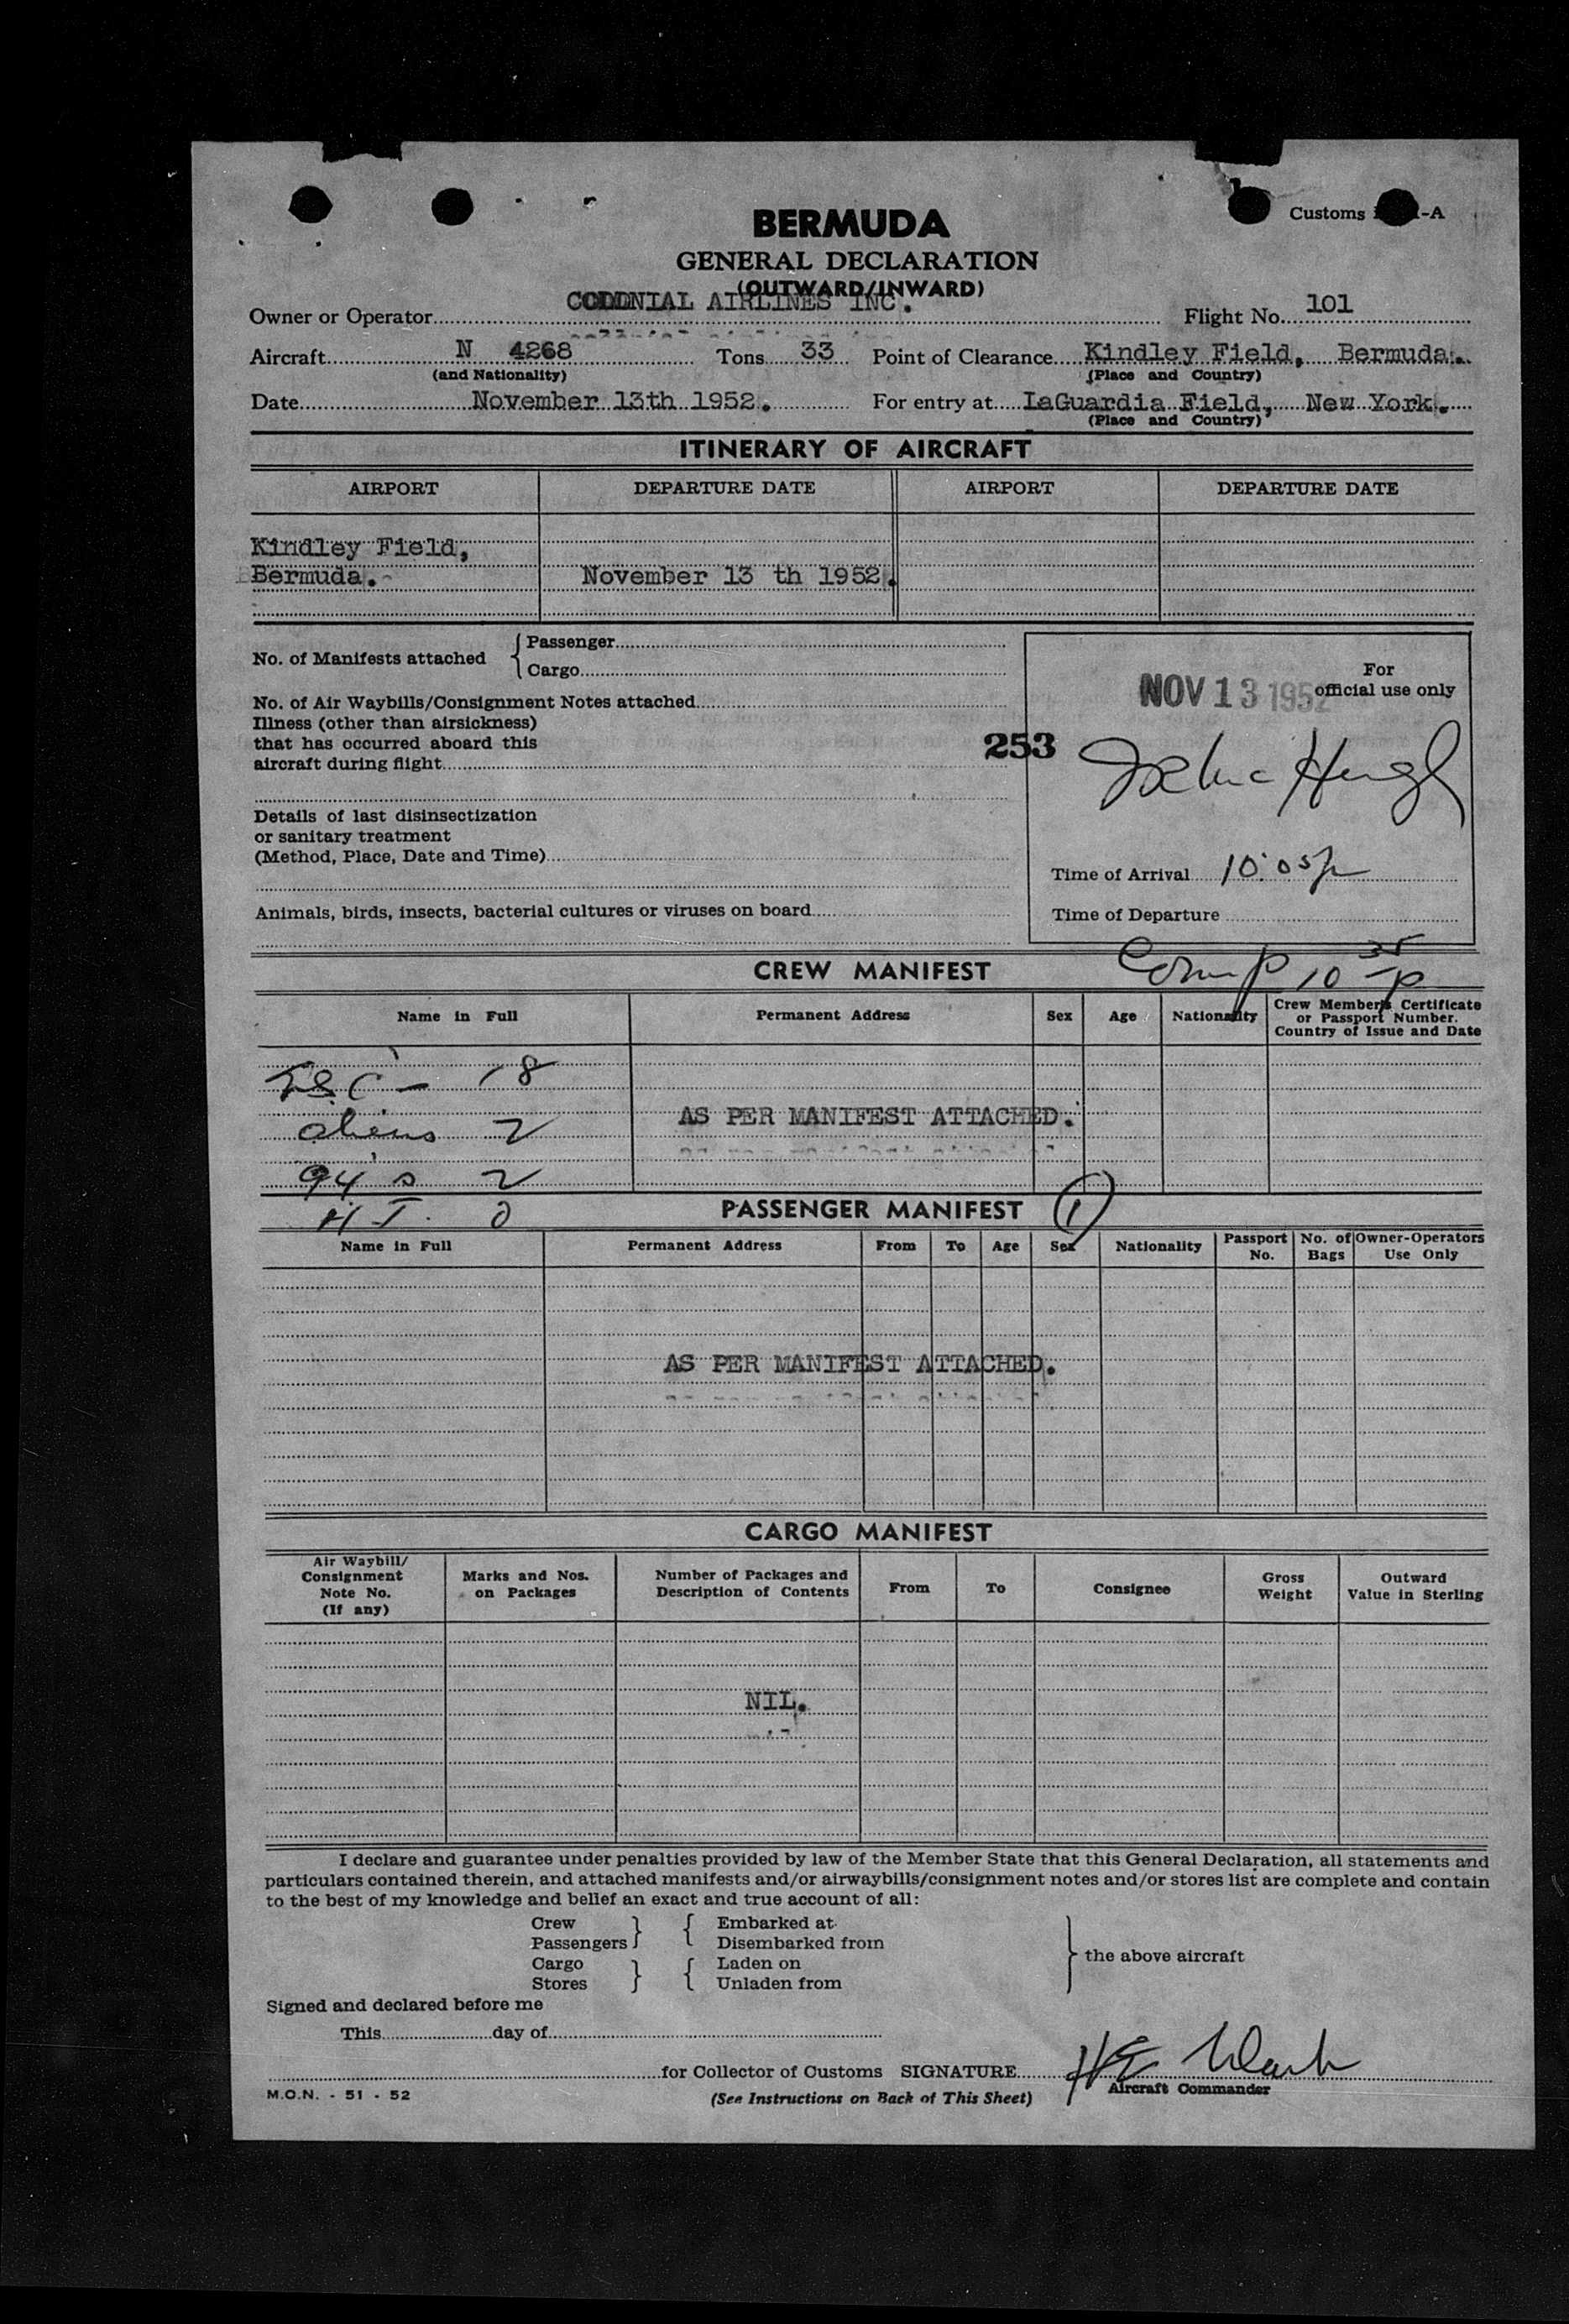 Customs -A
BERMUDA
GENERAL DECLARATION
(OUTWARD/INWARD)
Owner or Operator COLONIAL AIRLINES INC. Flight No. 101
Aircraft N 4268 Tons 33 Point of Clearance Kindley Field, Bermuda.
(and Nationality) (Place and Country)
Date November 13th 1952. For entry at LaGuardia Field, New York.
(Place and Country)
ITINERARY OF AIRCRAFT
AIRPORT DEPARTURE DATE AIRPORT DEPARTURE DATE
Kindley Field,
Bermuda. November 13 th 1952.
No. of Manifests attached { Passenger
Cargo
For
official use only
NOV 13 1952
No. of Air Waybills/Consignment Notes attached
Illness (other than airsickness)
that has occurred aboard this
aircraft during flight
253
Details of last disinsectization
or sanitary treatment
(Method, Place, Date and Time)
Time of Arrival 10:05p
Animals, birds, insects, bacterial cultures or viruses on board
Time of Departure
Comp 10 35 p
CREW MANIFEST
Name in Full Permanent Address Sex Age Nationality Crew Member's Certificate
or Passport Number.
Country of Issue and Date
18
aliens 2
AS PER MANIFEST ATTACHED.
94's 2
H I. 0
PASSENGER MANIFEST 1
Name in Full Permanent Address From To Age Sex Nationality Passport No. No. of Bags Owner-Operators Use Only
AS PER MANIFEST ATTACHED.
CARGO MANIFEST
Air Waybill/
Consignment
Note No.
(If any) Marks and Nos. on Packages Number of Packages and Description of Contents From To Consignee Gross Weight Outward Value in Sterling
NIL.
I declare and guarantee under penalties provided by law of the Member State that this General Declaration, all statements and
particulars contained therein, and attached manifests and/or airwaybills/consignment notes and/or stores list are complete and contain
to the best of my knowledge and belief an exact and true account of all:
Crew } { Embarked at
Passengers Disembarked from
Cargo } { Laden on
Stores Unladen from
} the above aircraft
Signed and declared before me
This day of
for Collector of Customs SIGNATURE
Aircraft Commander
M.O.N. - 51 - 52
(See Instructions on Back of This Sheet)